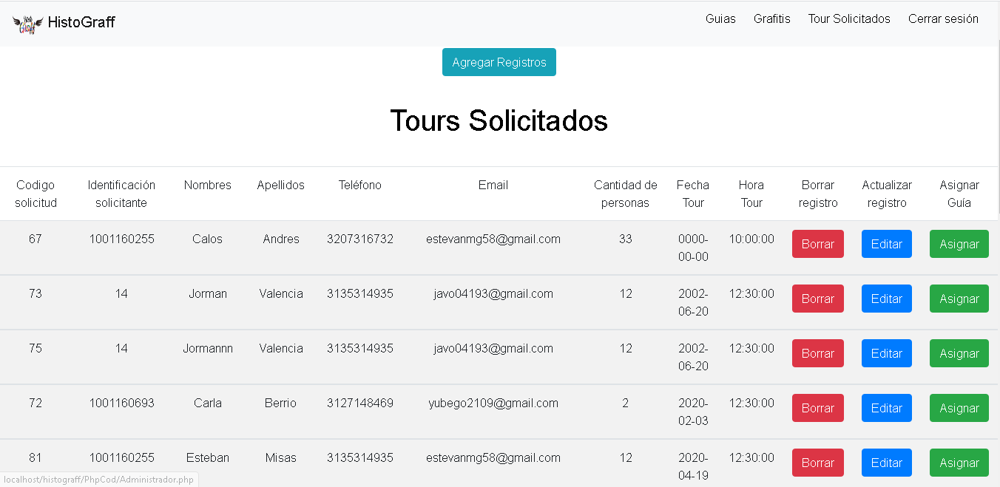 HistoGraff Guias Grafitis Tour Solicitados Cerrar sesión
Agregar Registros
Tours Solicitados
Codigo solicitud Identificación solicitante Nombres Apellidos Teléfono Email Cantidad de personas Fecha Tour Hora Tour Borrar registro Actualizar registro Asignar Guía
67 1001160255 Calos Andres 3207316732 estevanmg58@gmail.com 33 0000-00-00 10:00:00 Borrar Editar Asignar
73 14 Jorman Valencia 3135314935 javo04193@gmail.com 12 2002-06-20 12:30:00 Borrar Editar Asignar
75 14 Jormannn Valencia 3135314935 javo04193@gmail.com 12 2002-06-20 12:30:00 Borrar Editar Asignar
72 1001160693 Carla Berrio 3127148469 yubego2109@gmail.com 2 2020-02-03 12:30:00 Borrar Editar Asignar
81 1001160255 Esteban Misas 3135314935 estevanmg58@gmail.com 12 2020-04-19 12:30:00 Borrar Editar Asignar
localhost/histograff/PhpCod/Administrador.php